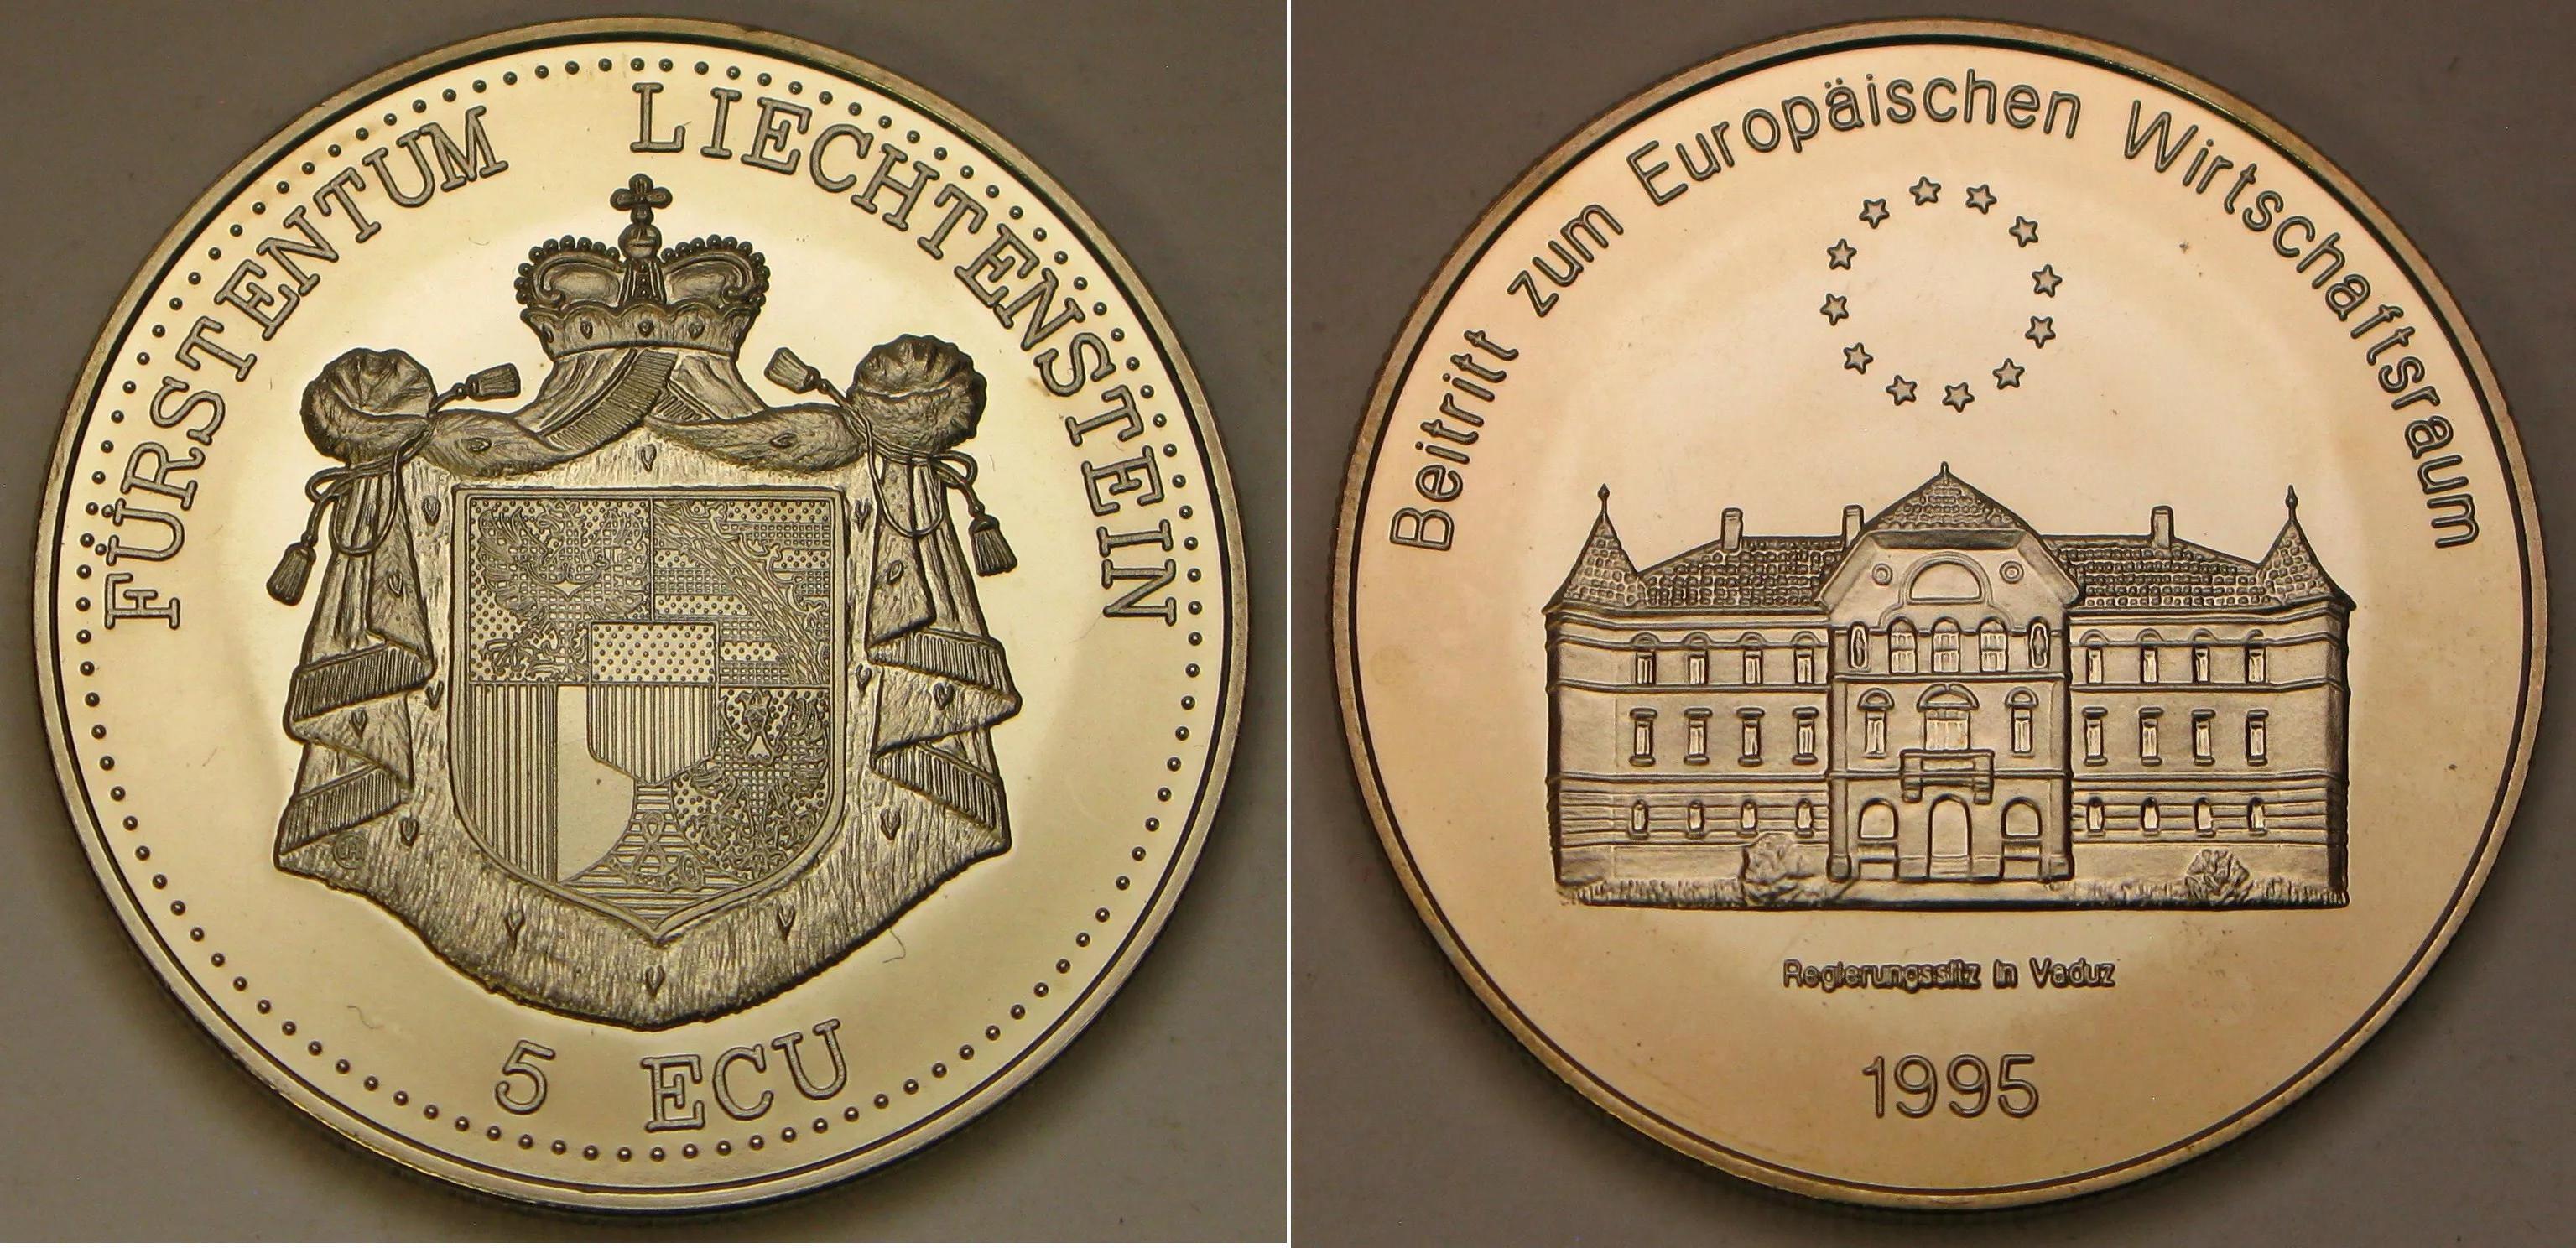 FÜRSTENTUM LIECHTENSTEIN
5 ECU
Beitritt zum Europäischen Wirtschaftsraum
Regierungssitz in Vaduz
1995